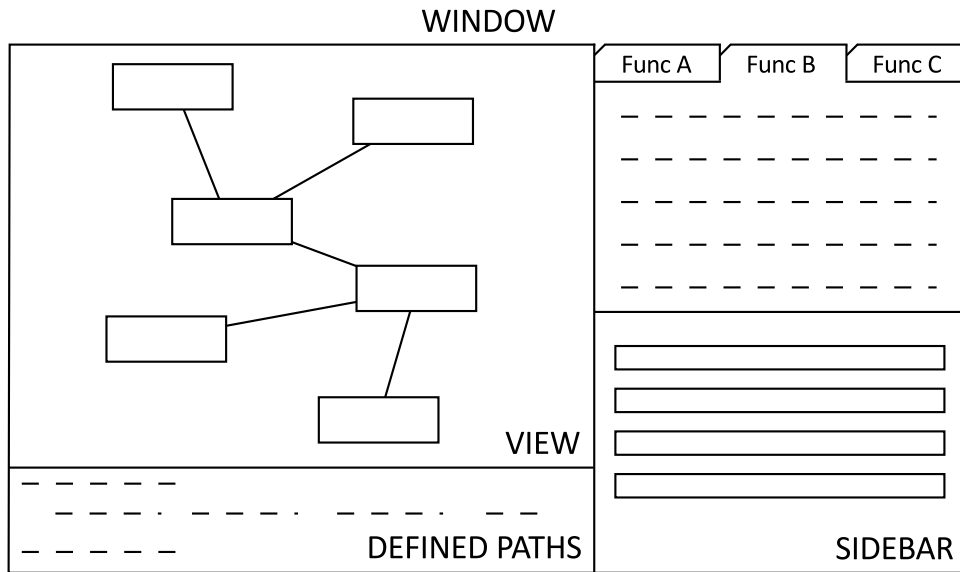 WINDOW
Func A
Func B
Func C
VIEW
DEFINED PATHS
SIDEBAR